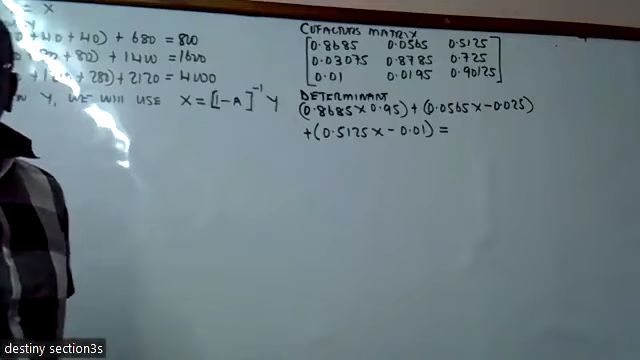 = X
Y
0 + 40 + 40) + 680 = 800
+ 80) + 1400 = 1600
+ 280) + 2120 = 4000
Y, WE WILL USE X = [1 - A]⁻¹ Y
COFACTORS MATRIX
0.8685 0.0565 0.5125
0.03075 0.8785 0.725
0.01 0.0195 0.90125
DETERMINANT
(0.8685 X 0.95) + (0.0565 X - 0.025)
+ (0.5125 X - 0.01) =
destiny section3s